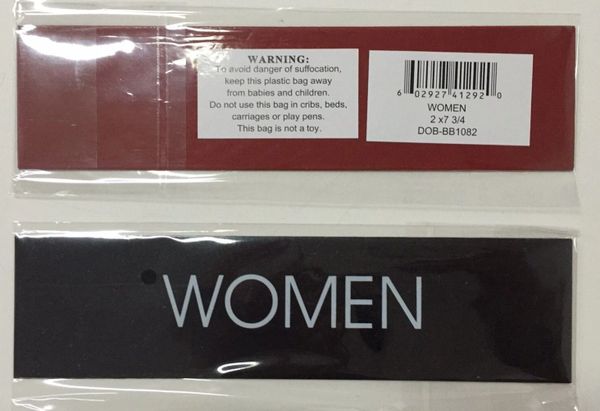 WARNING:
To avoid danger of suffocation,
keep this plastic bag away
from babies and children.
Do not use this bag in cribs, beds,
carriages or play pens.
This bag is not a toy.
6 02927 41292 0
WOMEN
2 x7 3/4
DOB-BB1082
WOMEN